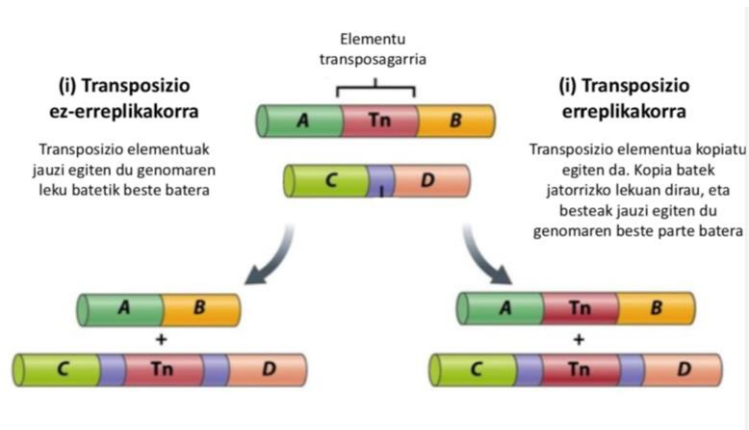 Elementu
transposagarria
(i) Transposizio
ez-erreplikakorra
Transposizio elementuak
jauzi egiten du genomaren
leku batetik beste batera
(i) Transposizio
erreplikakorra
Transposizio elementua kopiatu
egiten da. Kopia batek
jatorrizko lekuan dirau, eta
besteak jauzi egiten du
genomaren beste parte batera
A Tn B
C D
A B
+
C Tn D
A Tn B
+
C Tn D